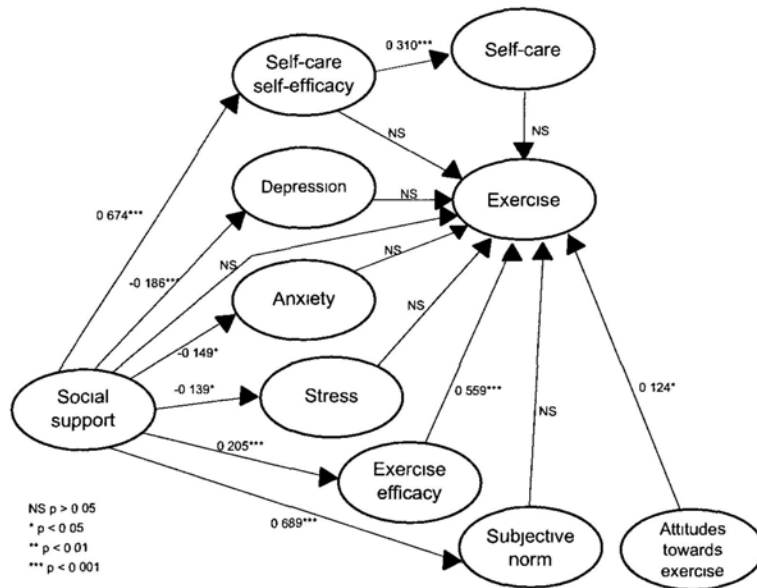 0 310***
Self-care
Self-care
self-efficacy
NS
NS
Depression
NS
Exercise
0 674***
NS
NS
-0 186***
Anxiety
NS
-0 149*
-0 139*
Stress
0 559***
0 124*
Social
support
NS
0 205***
Exercise
efficacy
0 689***
Subjective
norm
Attitudes
towards
exercise
NS p > 0 05
* p < 0 05
** p < 0 01
*** p < 0 001